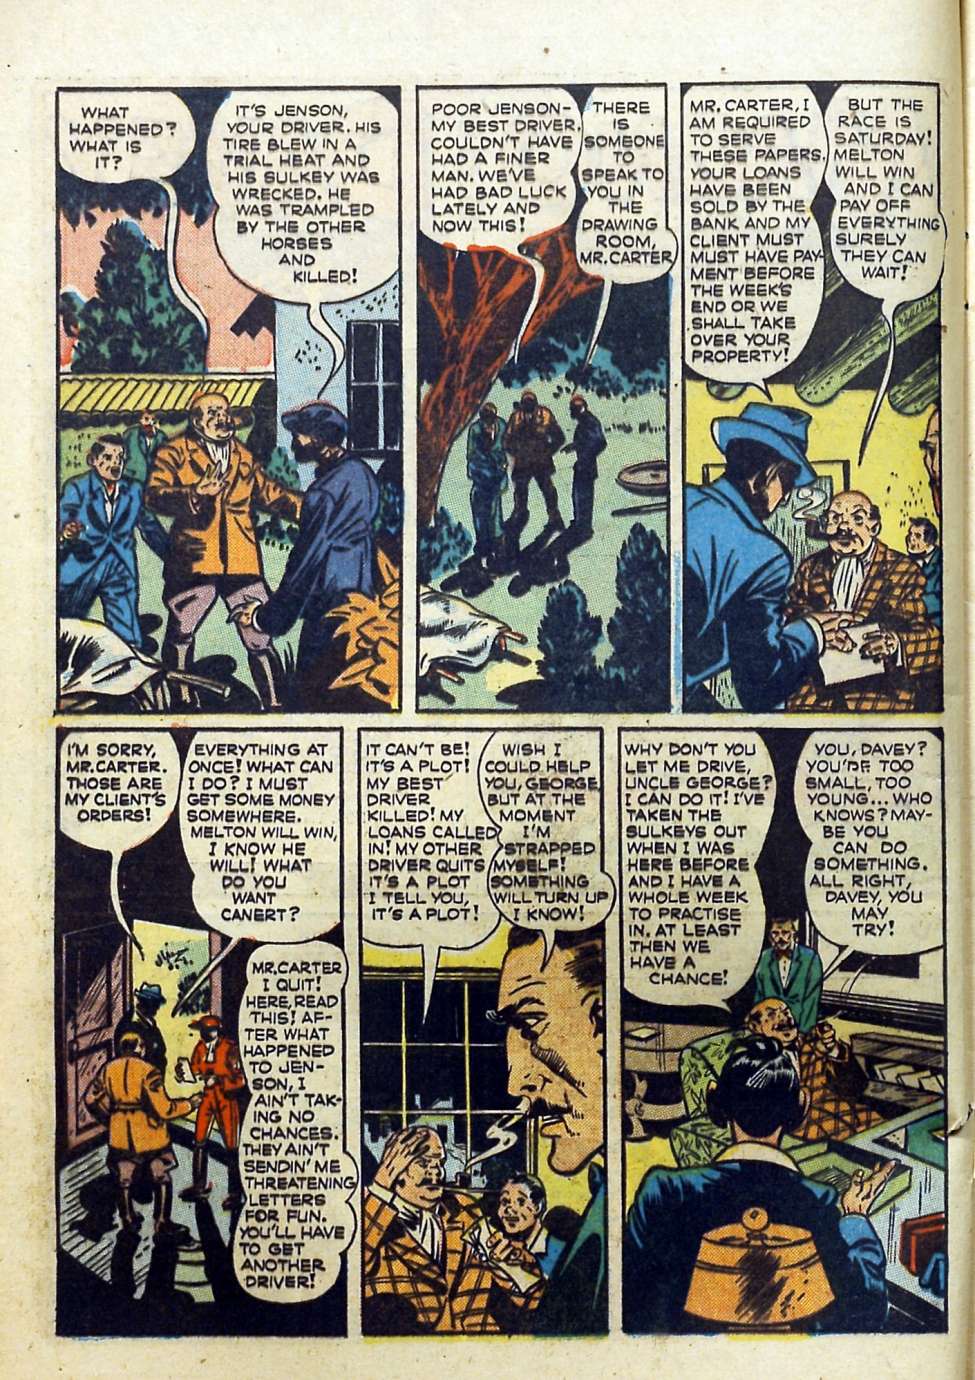 WHAT
HAPPENED?
WHAT IS
IT?
IT'S JENSON,
YOUR DRIVER. HIS
TIRE BLEW IN A
TRIAL HEAT AND
HIS SULKEY WAS
WRECKED. HE
WAS TRAMPLED
BY THE OTHER
HORSES
AND
KILLED!
POOR JENSON-
MY BEST DRIVER.
COULDN'T HAVE
HAD A FINER
MAN. WE'VE
HAD BAD LUCK
LATELY AND
NOW THIS!
THERE
IS
SOMEONE
TO
SPEAK TO
YOU IN
THE
DRAWING
ROOM,
MR. CARTER
MR. CARTER, I
AM REQUIRED
TO SERVE
THESE PAPERS.
YOUR LOANS
HAVE BEEN
SOLD BY THE
BANK AND MY
CLIENT MUST
MUST HAVE PAY-
MENT BEFORE
THE WEEK'S
END OR WE
SHALL TAKE
OVER YOUR
PROPERTY!
BUT THE
RACE IS
SATURDAY!
MELTON
WILL WIN
AND I CAN
PAY OFF
EVERYTHING
SURELY
THEY CAN
WAIT!
I'M SORRY,
MR. CARTER.
THOSE ARE
MY CLIENT'S
ORDERS!
EVERYTHING AT
ONCE! WHAT CAN
I DO? I MUST
GET SOME MONEY
SOMEWHERE.
MELTON WILL WIN,
I KNOW HE
WILL! WHAT
DO YOU
WANT
CANERT?
MR. CARTER
I QUIT!
HERE, READ
THIS! AF-
TER WHAT
HAPPENED
TO JEN-
SON, I
AIN'T TAK-
ING NO
CHANCES.
THEY AIN'T
SENDIN' ME
THREATENING
LETTERS
FOR FUN.
YOU'LL HAVE
TO GET
ANOTHER
DRIVER!
IT CAN'T BE!
IT'S A PLOT!
MY BEST
DRIVER
KILLED! MY
LOANS CALLED
IN! MY OTHER
DRIVER QUITS
IT'S A PLOT
I TELL YOU,
IT'S A PLOT!
WISH I
COULD HELP
YOU, GEORGE,
BUT AT THE
MOMENT
I'M
STRAPPED
MYSELF!
SOMETHING
WILL TURN UP
I KNOW!
WHY DON'T YOU
LET ME DRIVE,
UNCLE GEORGE?
I CAN DO IT! I'VE
TAKEN THE
SULKEYS OUT
WHEN I WAS
HERE BEFORE
AND I HAVE A
WHOLE WEEK
TO PRACTISE
IN. AT LEAST
THEN WE
HAVE A
CHANCE!
YOU, DAVEY?
YOU'RE TOO
SMALL, TOO
YOUNG... WHO
KNOWS? MAY-
BE YOU
CAN DO
SOMETHING.
ALL RIGHT,
DAVEY, YOU
MAY
TRY!